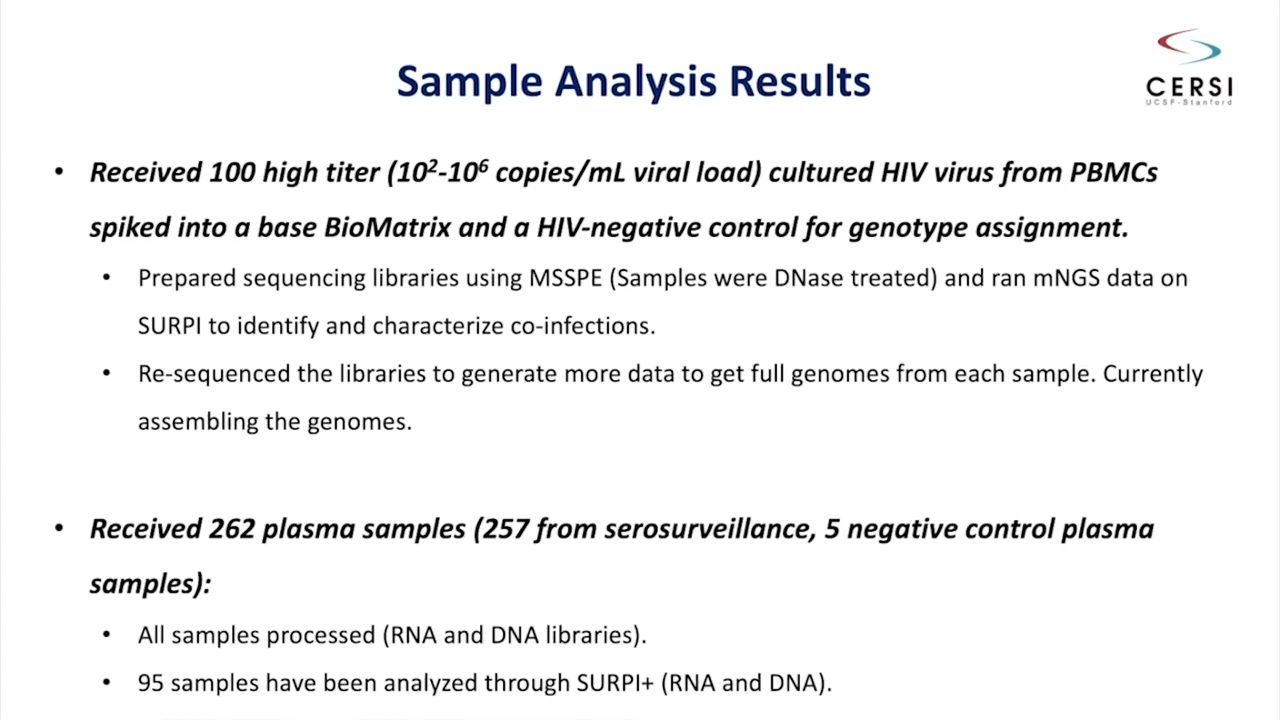 Sample Analysis Results
CERSI
UCSF-Stanford
• Received 100 high titer (10²-10⁶ copies/mL viral load) cultured HIV virus from PBMCs
spiked into a base BioMatrix and a HIV-negative control for genotype assignment.
• Prepared sequencing libraries using MSSPE (Samples were DNase treated) and ran mNGS data on
SURPI to identify and characterize co-infections.
• Re-sequenced the libraries to generate more data to get full genomes from each sample. Currently
assembling the genomes.
• Received 262 plasma samples (257 from serosurveillance, 5 negative control plasma
samples):
• All samples processed (RNA and DNA libraries).
• 95 samples have been analyzed through SURPI+ (RNA and DNA).